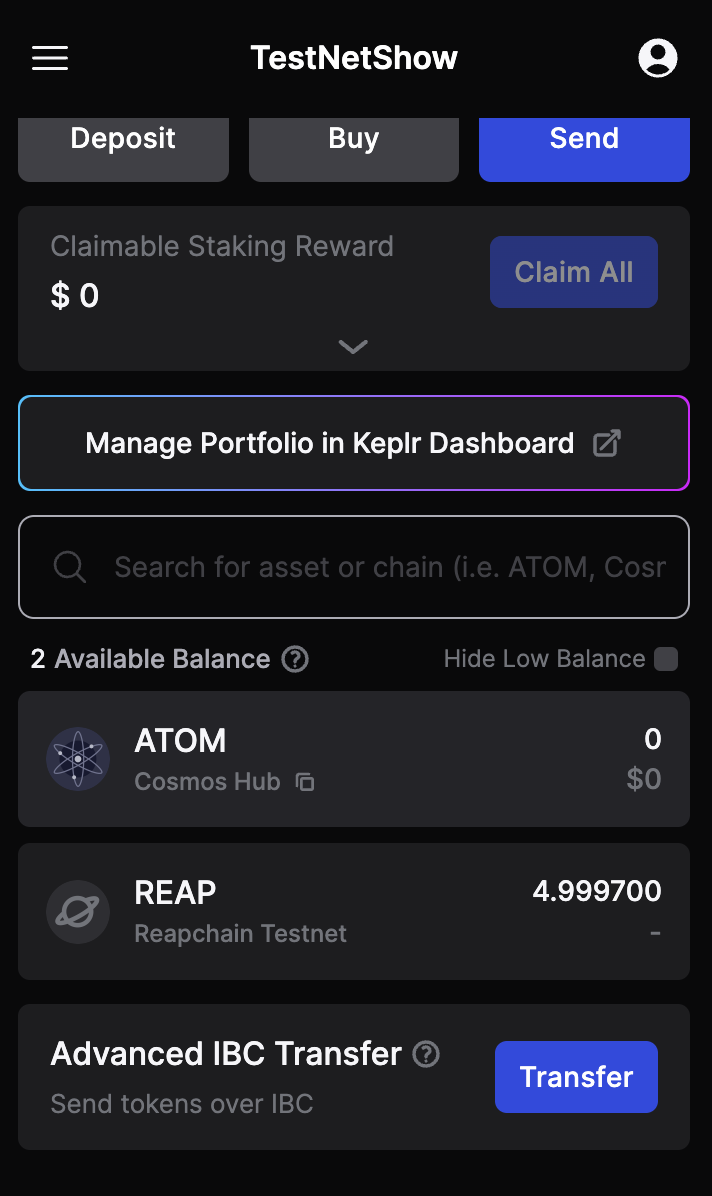 TestNetShow
Deposit
Buy
Send
Claimable Staking Reward
$ 0
Claim All
Manage Portfolio in Keplr Dashboard
Search for asset or chain (i.e. ATOM, Cosr
2 Available Balance
Hide Low Balance
ATOM
0
Cosmos Hub
$0
REAP
4.999700
Reapchain Testnet
-
Advanced IBC Transfer
Send tokens over IBC
Transfer